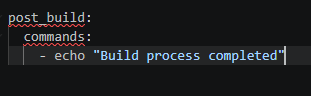 post_build:
  commands:
    - echo "Build process completed"